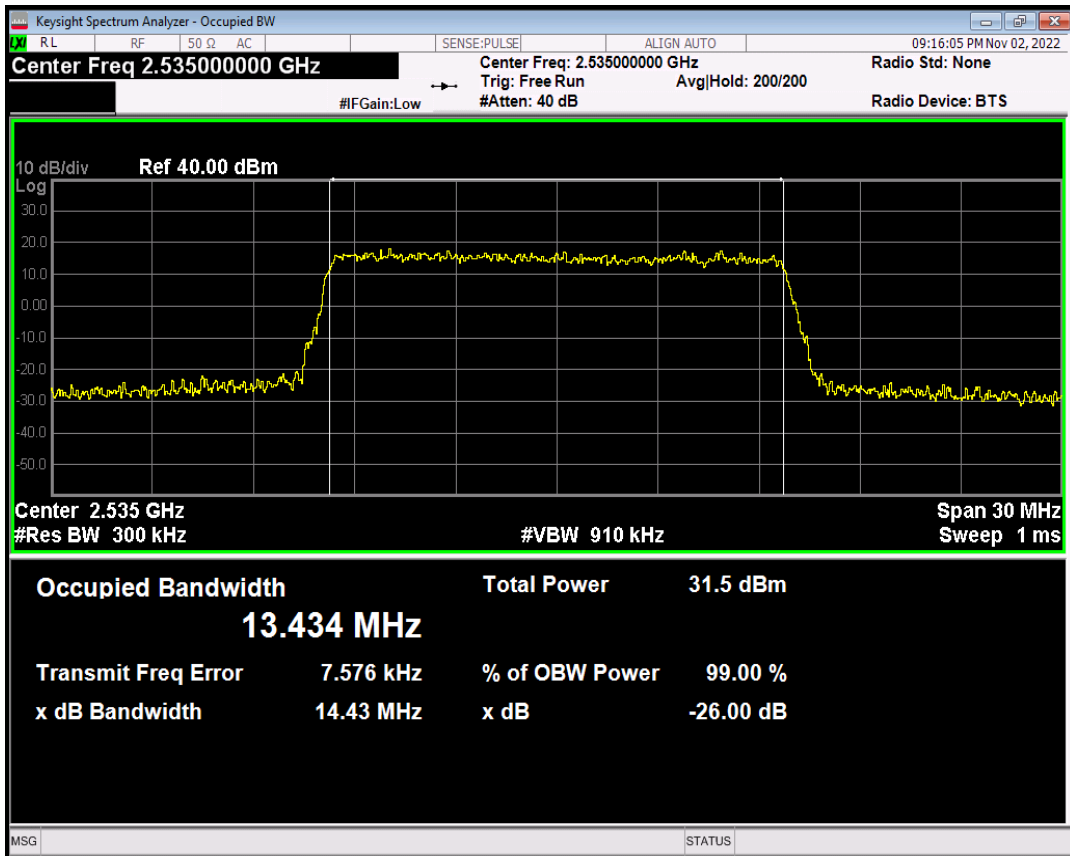 Keysight Spectrum Analyzer - Occupied BW
LXI RL RF 50 Ω AC SENSE:PULSE ALIGN AUTO 09:16:05 PM Nov 02, 2022
Center Freq 2.535000000 GHz Center Freq: 2.535000000 GHz Radio Std: None
Trig: Free Run Avg|Hold: 200/200
#IFGain:Low #Atten: 40 dB Radio Device: BTS
10 dB/div Ref 40.00 dBm
Log
30.0
20.0
10.0
0.00
-10.0
-20.0
-30.0
-40.0
-50.0
Center 2.535 GHz Span 30 MHz
#Res BW 300 kHz #VBW 910 kHz Sweep 1 ms
Occupied Bandwidth Total Power 31.5 dBm
13.434 MHz
Transmit Freq Error 7.576 kHz % of OBW Power 99.00 %
x dB Bandwidth 14.43 MHz x dB -26.00 dB
MSG STATUS